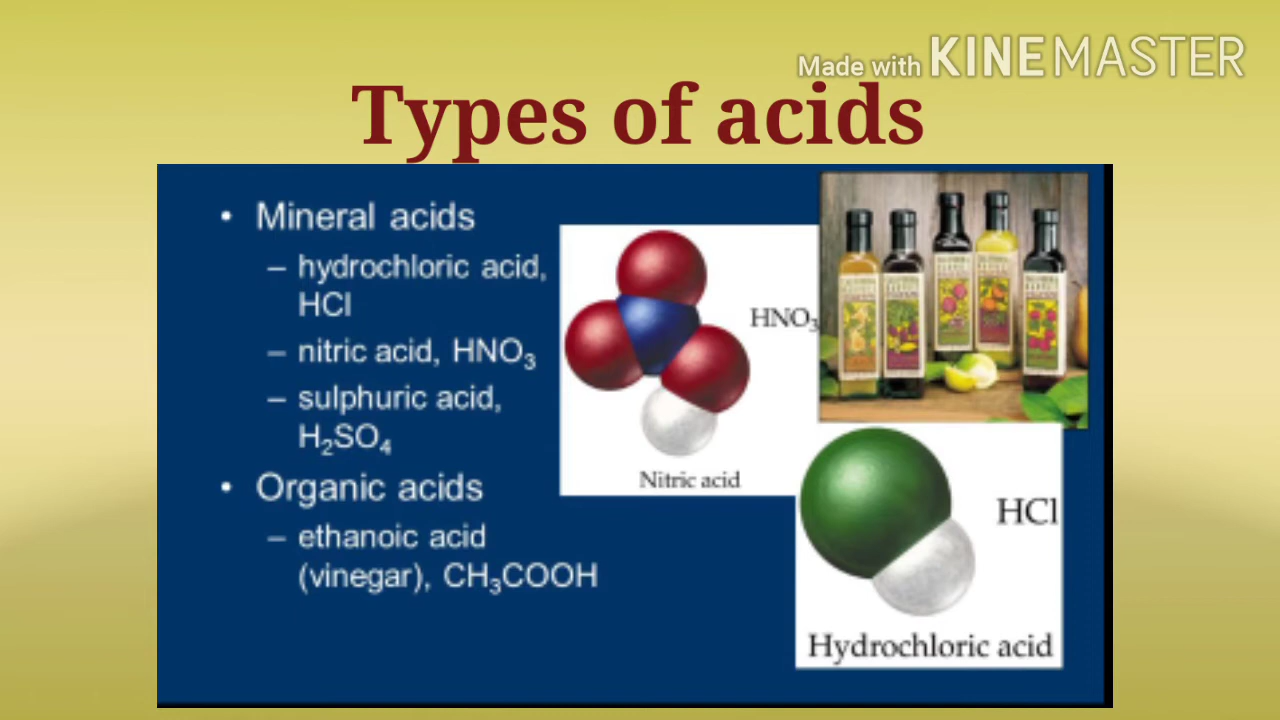 Made with KINEMASTER
Types of acids
• Mineral acids
– hydrochloric acid,
HCl
– nitric acid, HNO₃
– sulphuric acid,
H₂SO₄
• Organic acids
– ethanoic acid
(vinegar), CH₃COOH
HNO₃
Nitric acid
HCl
Hydrochloric acid